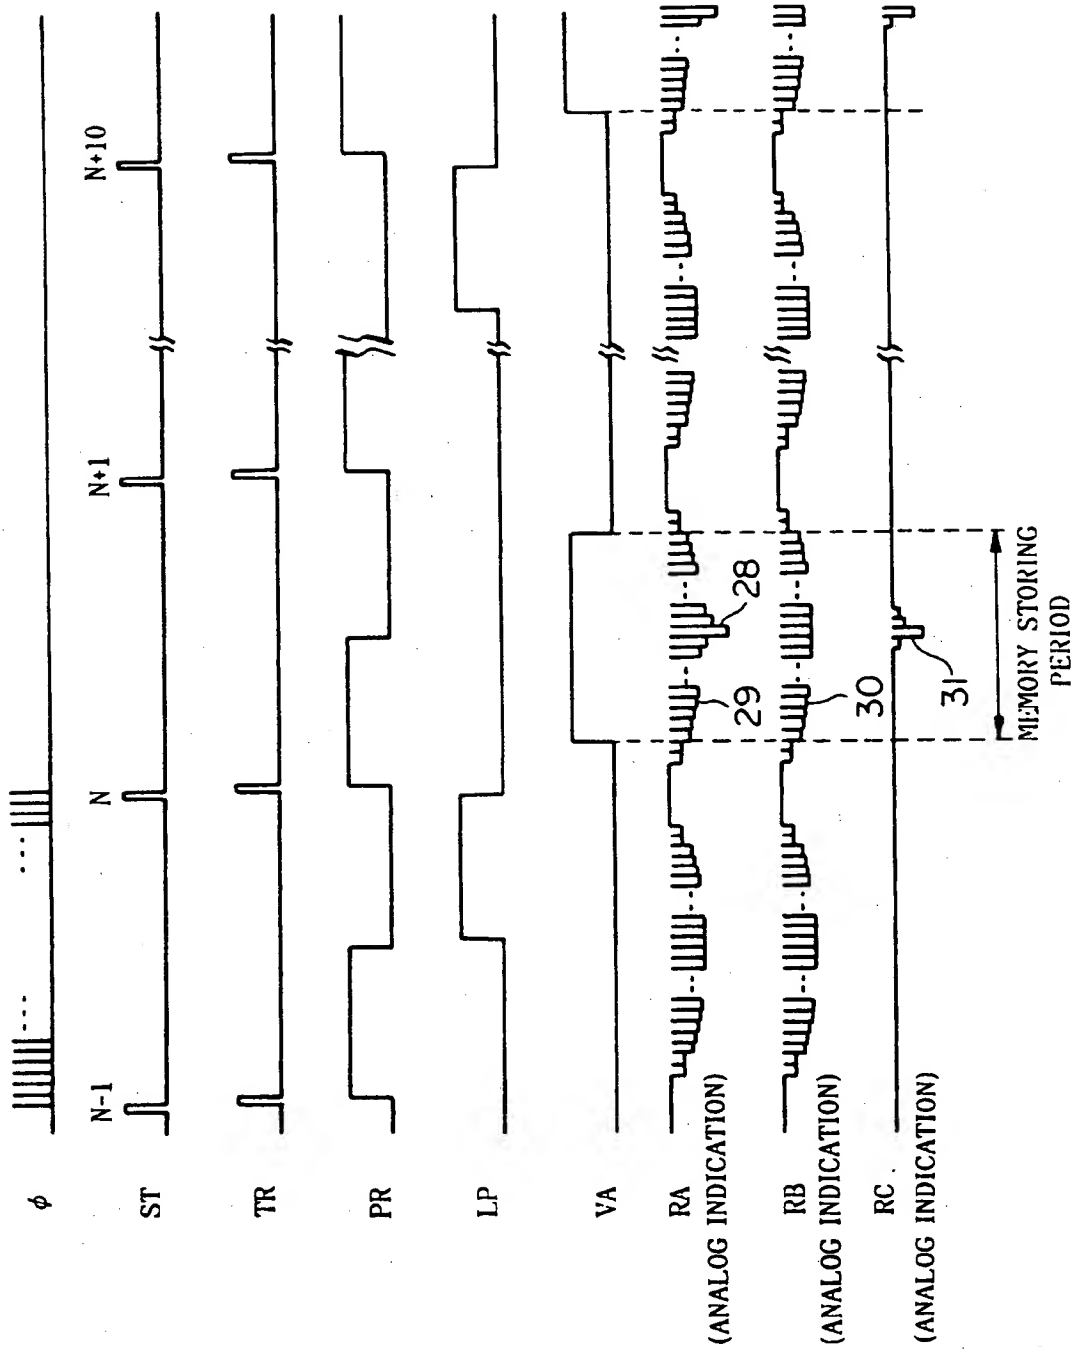 N-1
N
N+1
N+10
φ
ST
TR
PR
LP
VA
RA
(ANALOG INDICATION)
29
28
RB
(ANALOG INDICATION)
30
RC
(ANALOG INDICATION)
31
MEMORY STORING
PERIOD